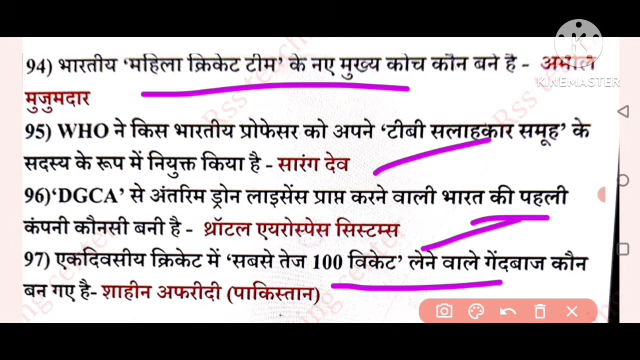 94) भारतीय ‘महिला क्रिकेट टीम’ के नए मुख्य कोच कौन बने है - अमोल
मुजुमदार
95) WHO ने किस भारतीय प्रोफेसर को अपने ‘टीबी सलाहकार समूह’ के
सदस्य के रूप में नियुक्त किया है - सारंग देव
96) ‘DGCA’ से अंतरिम ड्रोन लाइसेंस प्राप्त करने वाली भारत की पहली
कंपनी कौनसी बनी है - थ्रॉटल एयरोस्पेस सिस्टम्स
97) एकदिवसीय क्रिकेट में ‘सबसे तेज 100 विकेट’ लेने वाले गेंदबाज कौन
बन गए है- शाहीन अफरीदी (पाकिस्तान)
KINEMASTER